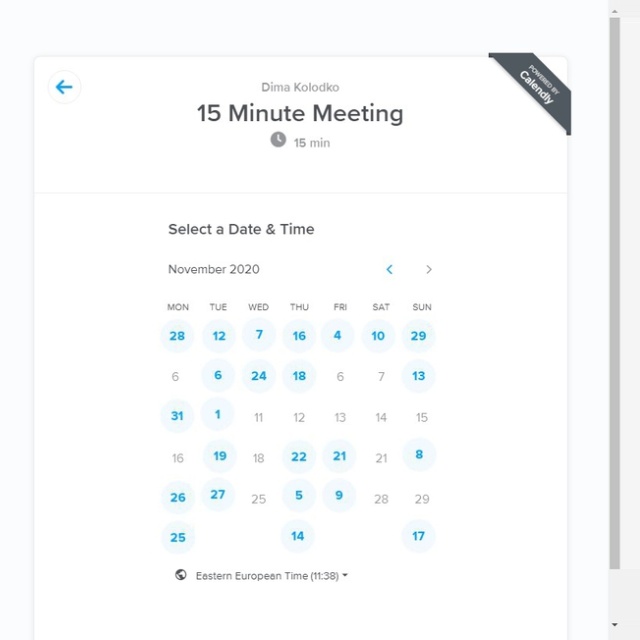 POWERED BY
Calendly
Dima Kolodko
15 Minute Meeting
15 min
Select a Date & Time
November 2020
MON TUE WED THU FRI SAT SUN
28 12 7 16 4 10 29
6 6 24 18 6 7 13
31 1 11 12 13 14 15
16 19 18 22 21 21 8
26 27 25 5 9 28 29
25 14 17
Eastern European Time (11:38)